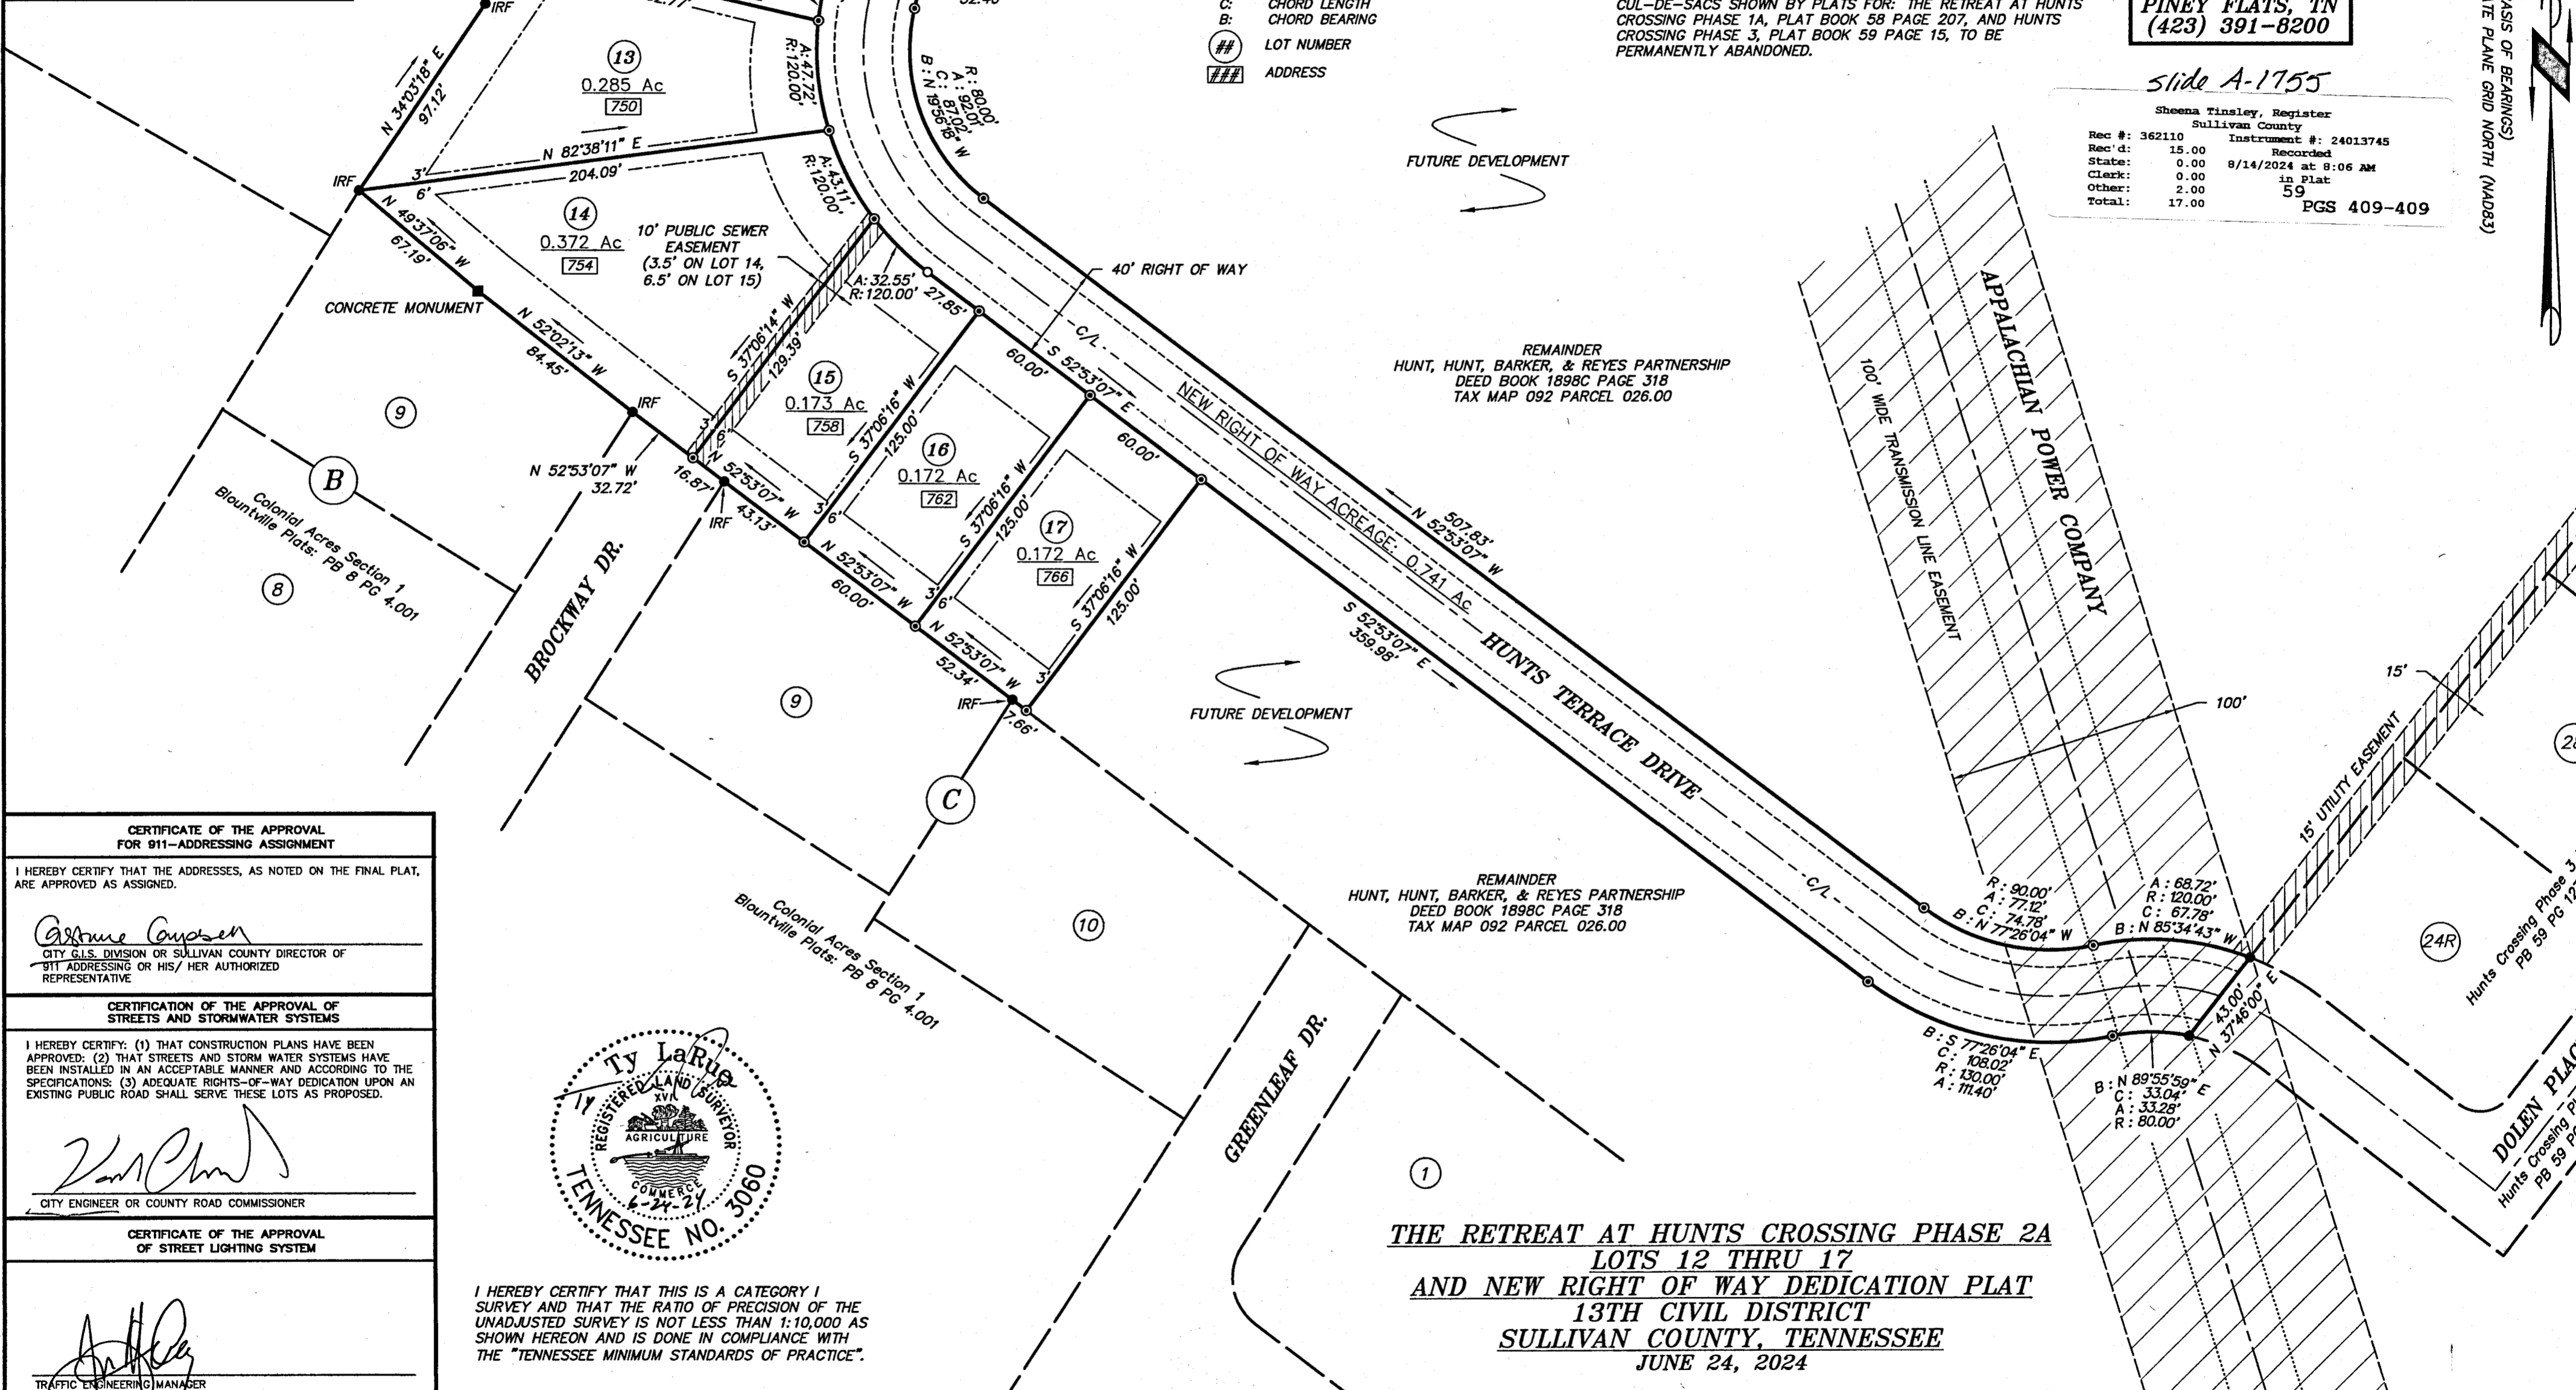 C: CHORD LENGTH
B: CHORD BEARING
## LOT NUMBER
### ADDRESS
CUL-DE-SACS SHOWN BY PLATS FOR: THE RETREAT AT HUNTS
CROSSING PHASE 1A, PLAT BOOK 58 PAGE 207, AND HUNTS
CROSSING PHASE 3, PLAT BOOK 59 PAGE 15, TO BE
PERMANENTLY ABANDONED.
PINEY FLATS, TN
(423) 391-8200
Slide A-1755
Sheena Tinsley, Register
Sullivan County
Rec #: 362110 Instrument #: 24013745
Rec'd: 15.00 Recorded
State: 0.00 8/14/2024 at 8:06 AM
Clerk: 0.00 in Plat
Other: 2.00 59
Total: 17.00 PGS 409-409
ATE PLANE GRID NORTH (NAD83)
ASIS OF BEARINGS)
IRF
N 34°03'18" E
97.12'
13
0.285 Ac
750
A: 47.72'
R: 120.00'
R: 80.00'
A: 92.01'
C: 87.02'
B: N 19°56'18" W
N 82°38'11" E
204.09'
IRF
3'
6'
14
0.372 Ac
754
A: 43.11'
R: 120.00'
N 49°37'06" W
67.19'
CONCRETE MONUMENT
10' PUBLIC SEWER
EASEMENT
(3.5' ON LOT 14,
6.5' ON LOT 15)
A: 32.55'
R: 120.00'
27.85'
40' RIGHT OF WAY
FUTURE DEVELOPMENT
N 52°02'13" W
84.45'
IRF
S 37°06'14" W
129.39'
15
0.173 Ac
758
3'
6'
S 37°06'16" W
125.00'
C/L
60.00'
S 52°53'07" E
16
0.172 Ac
762
3'
6'
S 37°06'16" W
125.00'
60.00'
17
0.172 Ac
766
3'
6'
S 37°06'16" W
125.00'
3'
NEW RIGHT OF WAY ACREAGE: 0.741 Ac
507.83'
N 52°53'07" W
REMAINDER
HUNT, HUNT, BARKER, & REYES PARTNERSHIP
DEED BOOK 1898C PAGE 318
TAX MAP 092 PARCEL 026.00
APPALACHIAN POWER COMPANY
100' WIDE TRANSMISSION LINE EASEMENT
100'
15'
15' UTILITY EASEMENT
9
B
Colonial Acres Section 1
Blountville Plats: PB 8 PG 4.001
8
N 52°53'07" W
32.72'
16.87'
IRF
N 52°53'07" W
43.13'
N 52°53'07" W
60.00'
N 52°53'07" W
52.34'
IRF
7.66'
BROCKWAY DR.
9
C
FUTURE DEVELOPMENT
S 52°53'07" E
359.98'
HUNTS TERRACE DRIVE
C/L
Colonial Acres Section 1
Blountville Plats: PB 8 PG 4.001
10
REMAINDER
HUNT, HUNT, BARKER, & REYES PARTNERSHIP
DEED BOOK 1898C PAGE 318
TAX MAP 092 PARCEL 026.00
R: 90.00'
A: 77.12'
C: 74.78'
B: N 77°26'04" W
A: 68.72'
R: 120.00'
C: 67.78'
B: N 85°34'43" W
24R
Hunts Crossing Phase 3
43.00'
N 37°46'00" E
B: S 77°26'04" E
C: 108.02'
R: 130.00'
A: 111.40'
B: N 89°55'59" E
C: 33.04'
A: 33.28'
R: 80.00'
DOLEN
Hunts Crossing
PB 59
GREENLEAF DR.
1
CERTIFICATE OF THE APPROVAL
FOR 911-ADDRESSING ASSIGNMENT
I HEREBY CERTIFY THAT THE ADDRESSES, AS NOTED ON THE FINAL PLAT,
ARE APPROVED AS ASSIGNED.
CITY G.I.S. DIVISION OR SULLIVAN COUNTY DIRECTOR OF
911 ADDRESSING OR HIS/ HER AUTHORIZED
REPRESENTATIVE
CERTIFICATION OF THE APPROVAL OF
STREETS AND STORMWATER SYSTEMS
I HEREBY CERTIFY: (1) THAT CONSTRUCTION PLANS HAVE BEEN
APPROVED: (2) THAT STREETS AND STORM WATER SYSTEMS HAVE
BEEN INSTALLED IN AN ACCEPTABLE MANNER AND ACCORDING TO THE
SPECIFICATIONS: (3) ADEQUATE RIGHTS-OF-WAY DEDICATION UPON AN
EXISTING PUBLIC ROAD SHALL SERVE THESE LOTS AS PROPOSED.
CITY ENGINEER OR COUNTY ROAD COMMISSIONER
CERTIFICATE OF THE APPROVAL
OF STREET LIGHTING SYSTEM
TRAFFIC ENGINEERING MANAGER
Ty LaRue
REGISTERED LAND SURVEYOR
XVI
AGRICULTURE
COMMERCE
6-24-24
TENNESSEE NO. 3060
I HEREBY CERTIFY THAT THIS IS A CATEGORY I
SURVEY AND THAT THE RATIO OF PRECISION OF THE
UNADJUSTED SURVEY IS NOT LESS THAN 1:10,000 AS
SHOWN HEREON AND IS DONE IN COMPLIANCE WITH
THE "TENNESSEE MINIMUM STANDARDS OF PRACTICE".
THE RETREAT AT HUNTS CROSSING PHASE 2A
LOTS 12 THRU 17
AND NEW RIGHT OF WAY DEDICATION PLAT
13TH CIVIL DISTRICT
SULLIVAN COUNTY, TENNESSEE
JUNE 24, 2024